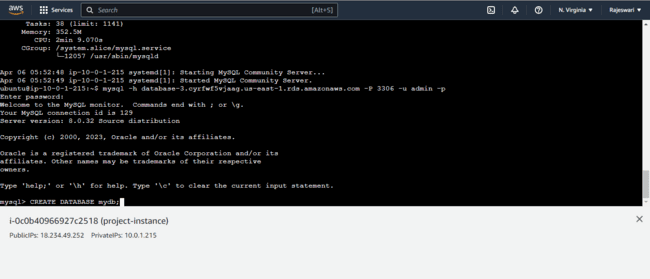 aws
Services
Search
[Alt+S]
N. Virginia
Rajeswari
Tasks: 38 (limit: 1141)
Memory: 352.5M
CPU: 2min 9.070s
CGroup: /system.slice/mysql.service
└─12057 /usr/sbin/mysqld
Apr 06 05:52:48 ip-10-0-1-215 systemd[1]: Starting MySQL Community Server...
Apr 06 05:52:49 ip-10-0-1-215 systemd[1]: Started MySQL Community Server.
ubuntu@ip-10-0-1-215:~$ mysql -h database-3.cyrfwf5vjaag.us-east-1.rds.amazonaws.com -P 3306 -u admin -p
Enter password:
Welcome to the MySQL monitor.  Commands end with ; or \g.
Your MySQL connection id is 129
Server version: 8.0.32 Source distribution
Copyright (c) 2000, 2023, Oracle and/or its affiliates.
Oracle is a registered trademark of Oracle Corporation and/or its
affiliates. Other names may be trademarks of their respective
owners.
Type 'help;' or '\h' for help. Type '\c' to clear the current input statement.
mysql> CREATE DATABASE mydb;
i-0c0b40966927c2518 (project-instance)
PublicIPs: 18.234.49.252 PrivateIPs: 10.0.1.215